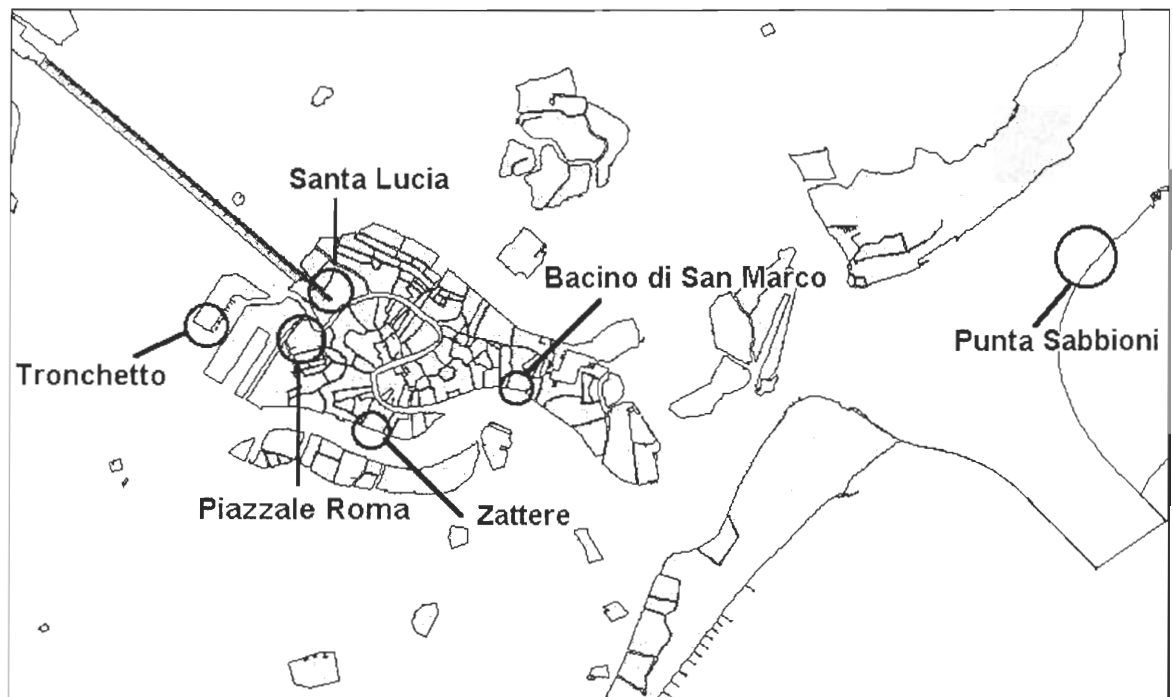 Santa Lucia
Bacino di San Marco
Punta Sabbioni
Tronchetto
Piazzale Roma
Zattere